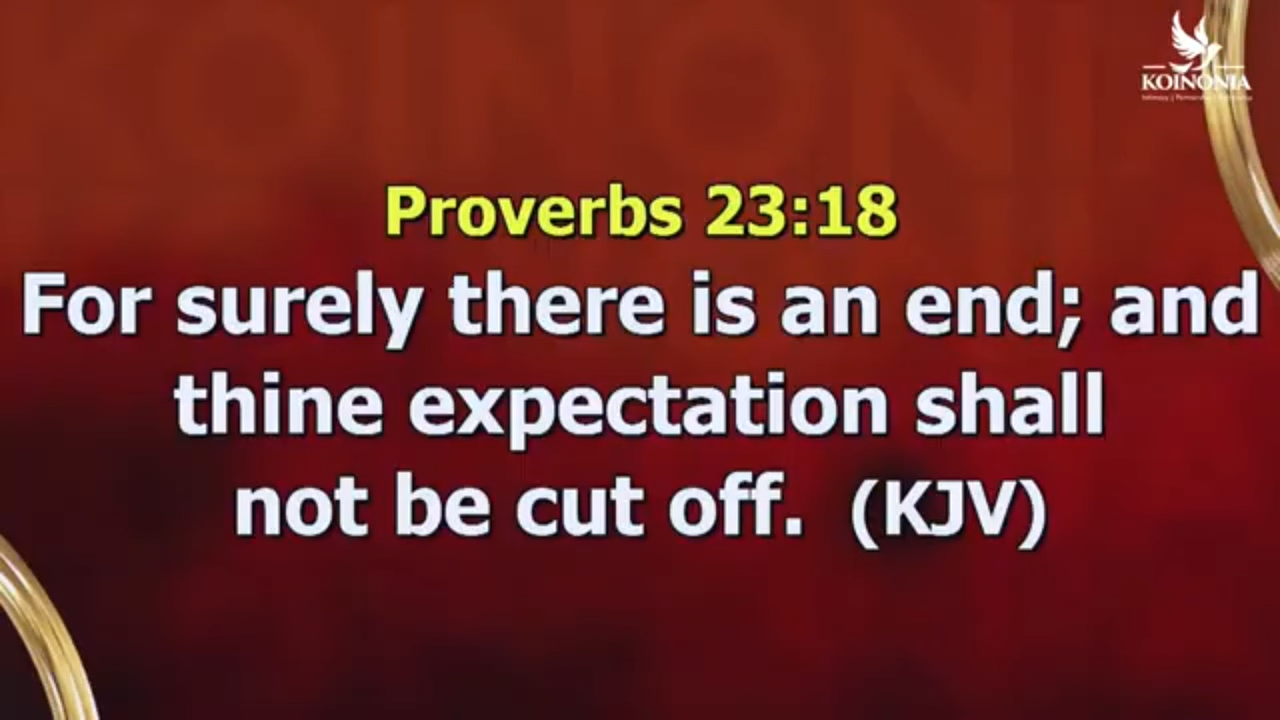 KOINONIA
Proverbs 23:18
For surely there is an end; and
thine expectation shall
not be cut off. (KJV)